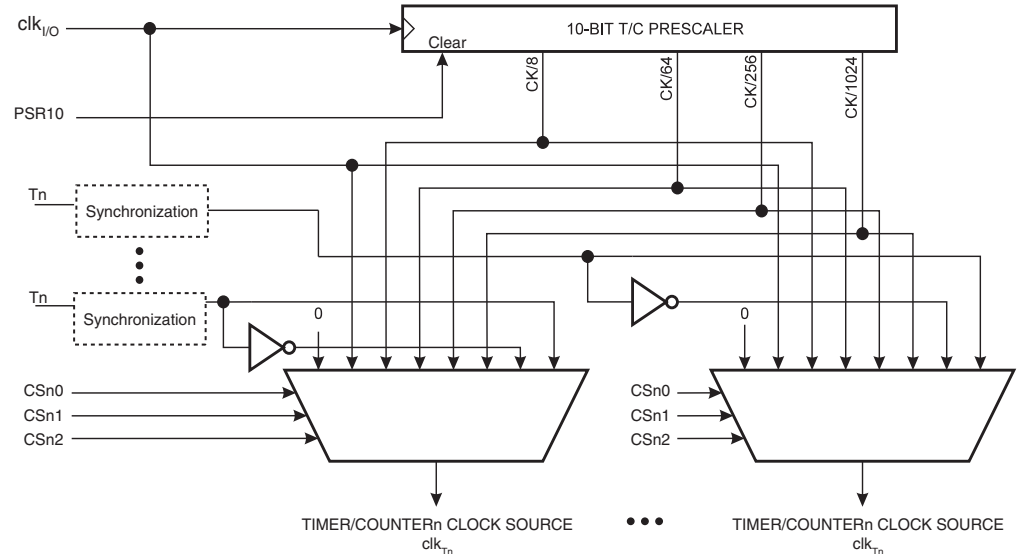 clkI/O
10-BIT T/C PRESCALER
Clear
CK/8
CK/64
CK/256
CK/1024
PSR10
Tn
Synchronization
Tn
Synchronization
0
0
CSn0
CSn1
CSn2
CSn0
CSn1
CSn2
TIMER/COUNTERn CLOCK SOURCE
clkTn
TIMER/COUNTERn CLOCK SOURCE
clkTn